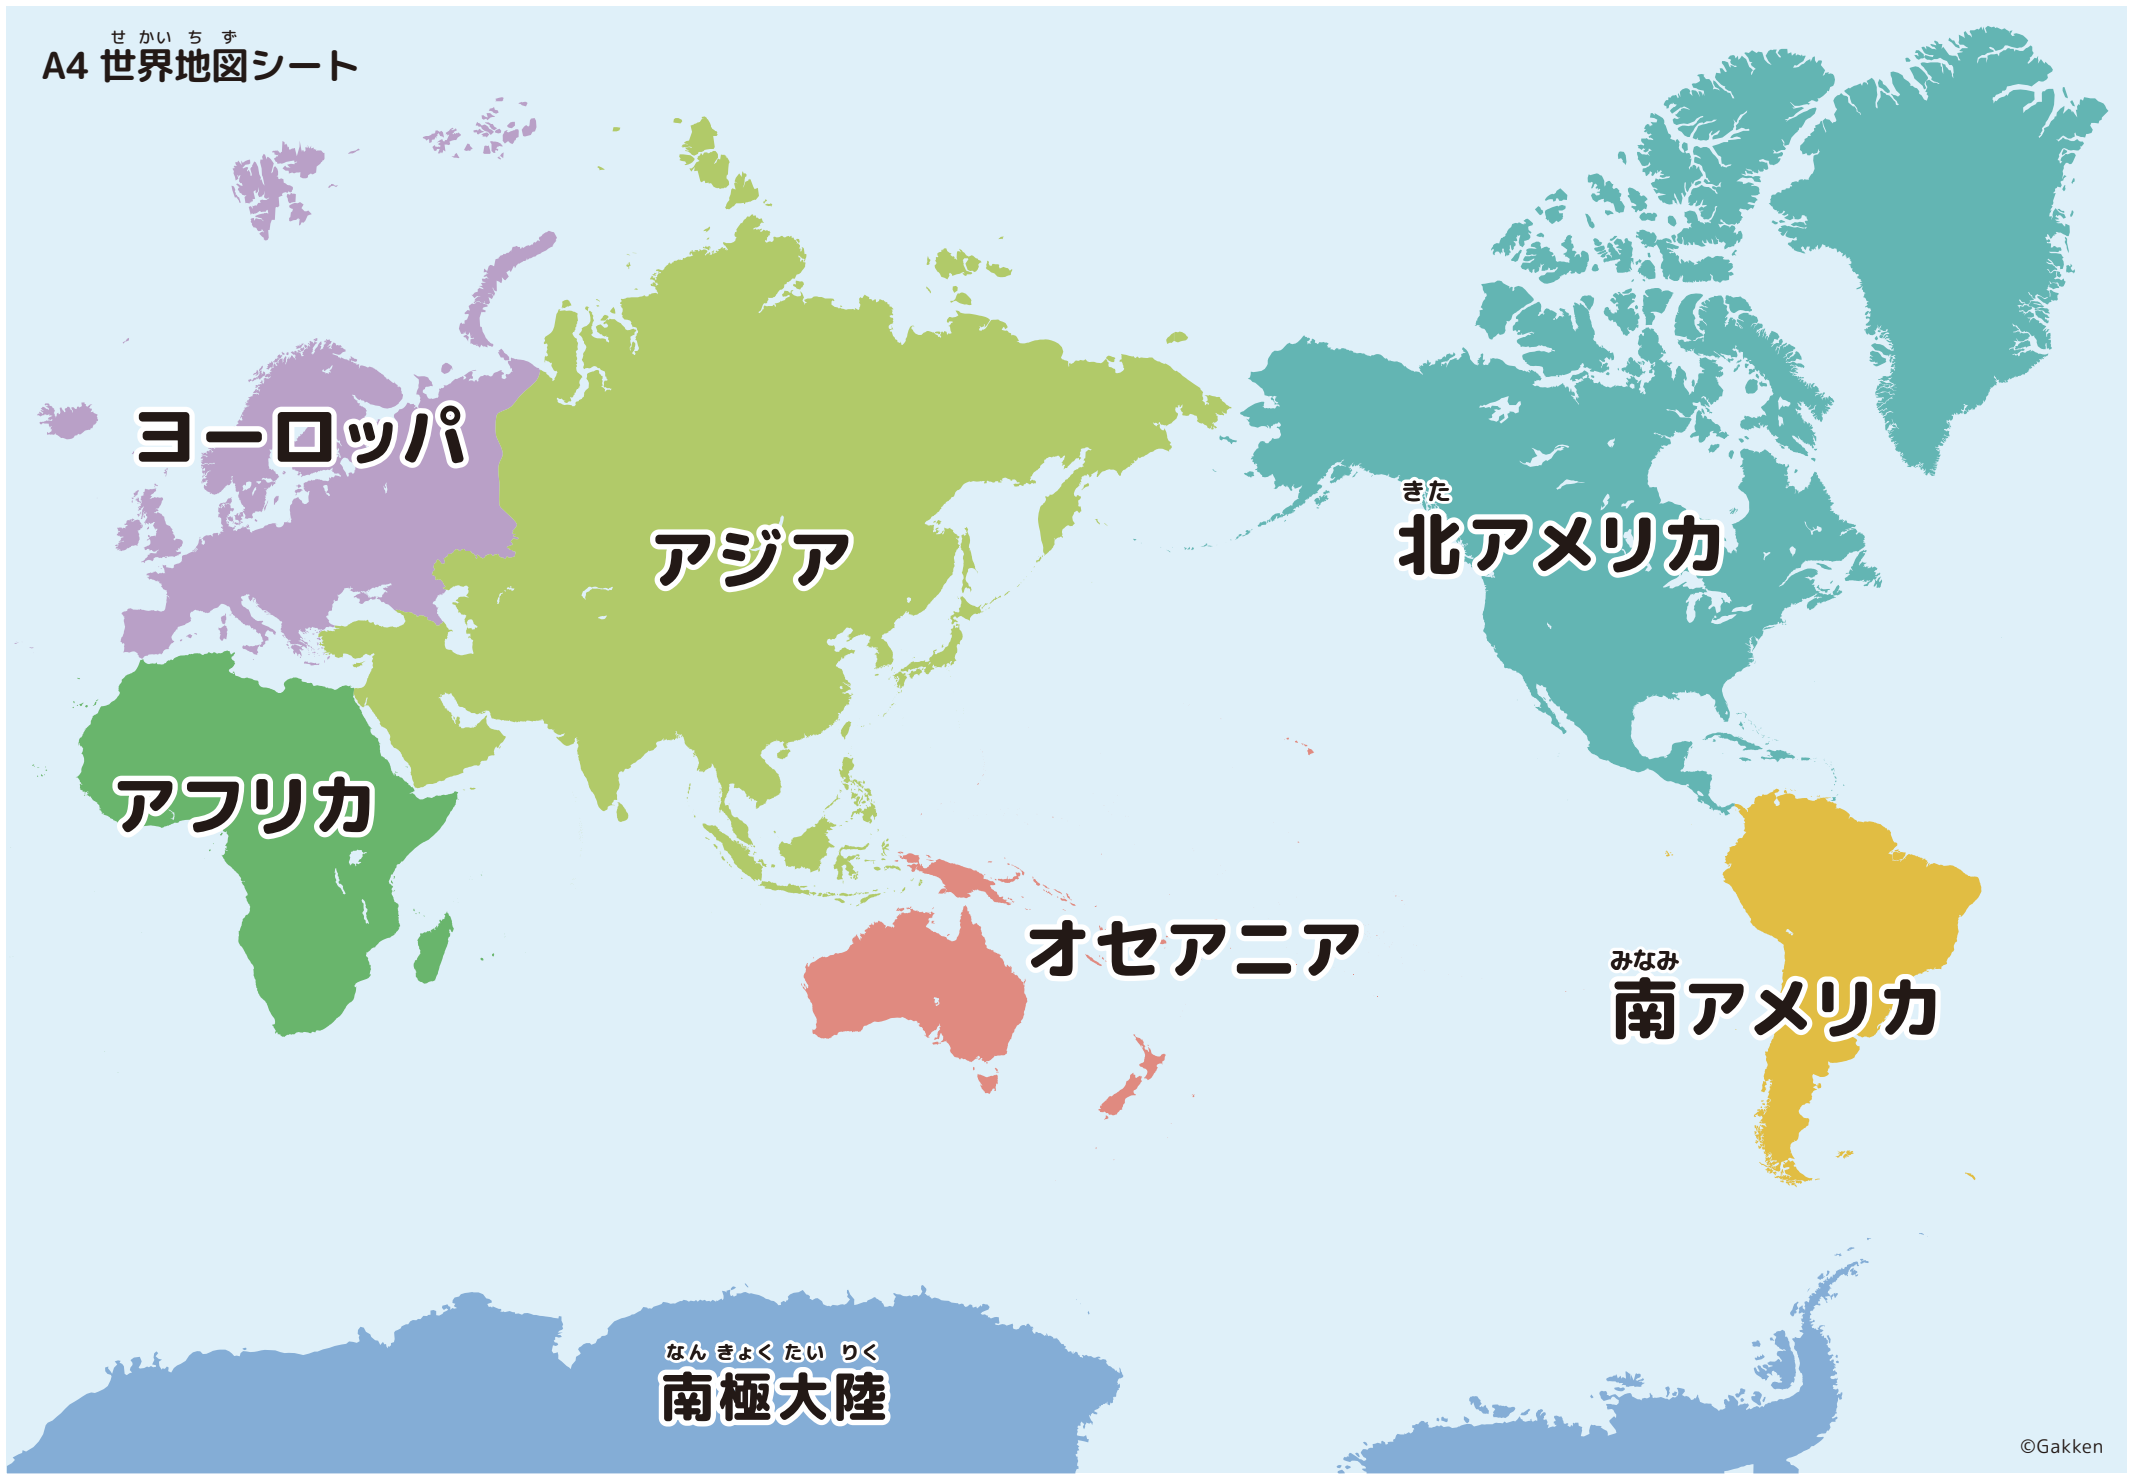 せ かい ち ず
A4 世界地図シート
ヨーロッパ
アジア
きた
北アメリカ
アフリカ
オセアニア
みなみ
南アメリカ
なん きょく たい りく
南極大陸
©Gakken